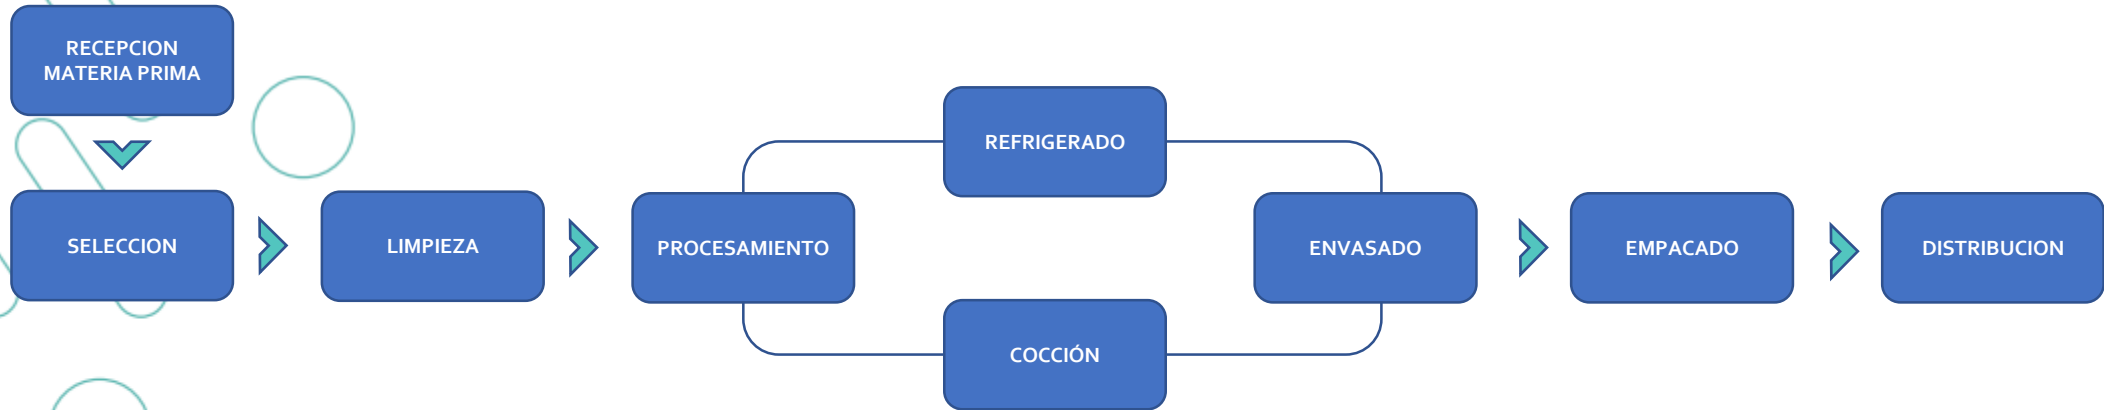 RECEPCION
MATERIA PRIMA
SELECCION
LIMPIEZA
PROCESAMIENTO
REFRIGERADO
COCCIÓN
ENVASADO
EMPACADO
DISTRIBUCION